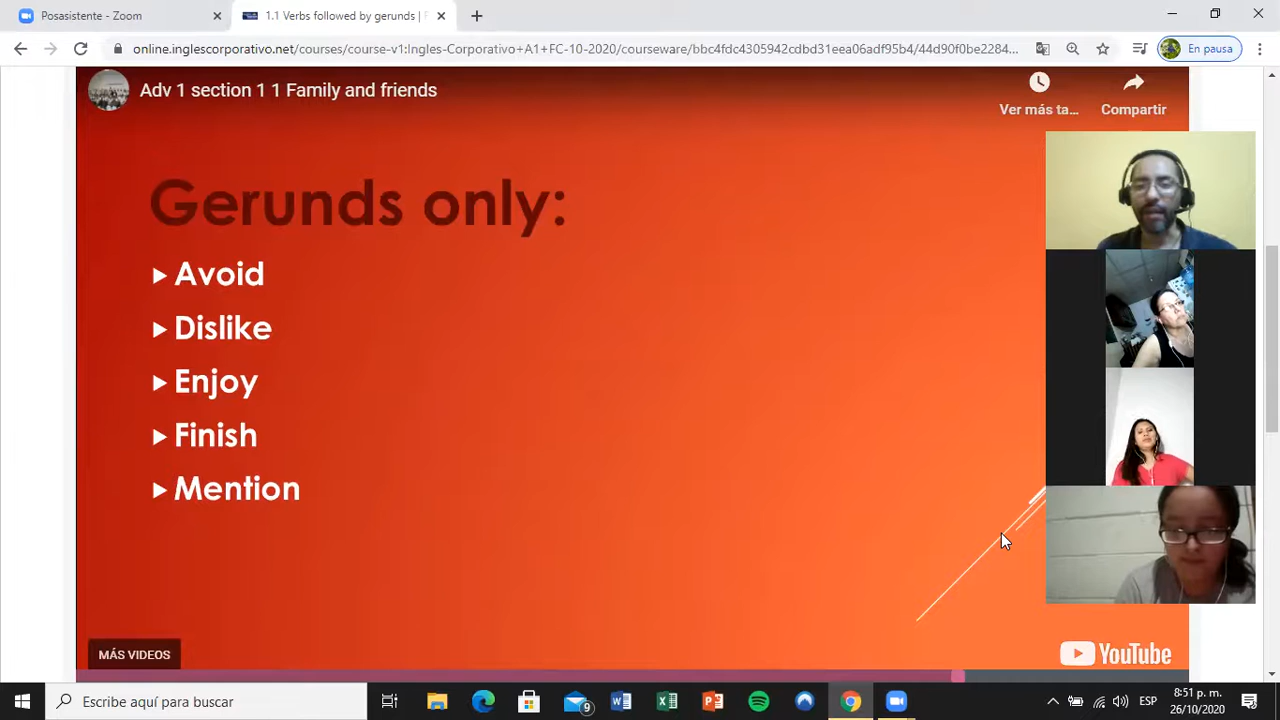 Posasistente - Zoom
1.1 Verbs followed by gerunds | F
online.inglescorporativo.net/courses/course-v1:Ingles-Corporativo+A1+FC-10-2020/courseware/bbc4fdc4305942cdbd31eea06adf95b4/44d90f0be2284...
En pausa
Adv 1 section 1 1 Family and friends
Ver más ta...
Compartir
Gerunds only:
Avoid
Dislike
Enjoy
Finish
Mention
MÁS VIDEOS
YouTube
Escribe aquí para buscar
9
ESP
8:51 p. m.
26/10/2020